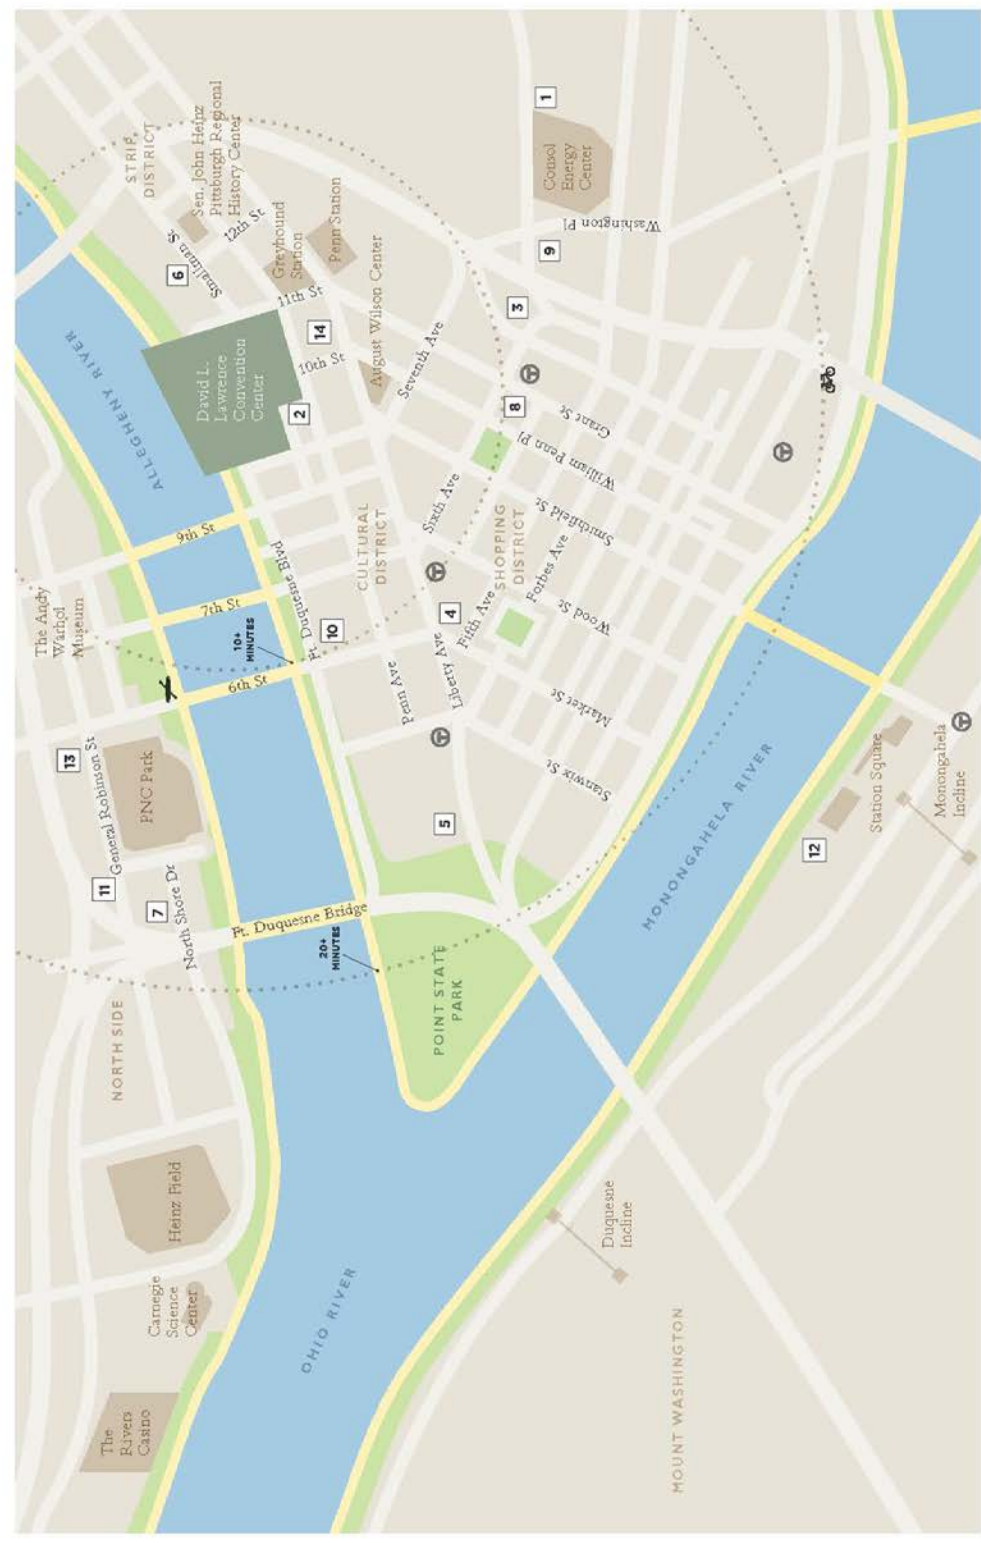 The
Rivers
Casino
Carnegie
Science
Center
Heinz Field
NORTH SIDE
7
North Shore Dr
11
General Robinson St
PNC Park
13
The Andy
Warhol
Museum
6th St
7th St
9th St
Ft. Duquesne Bridge
20+
MINUTES
10+
MINUTES
ALLEGHENY RIVER
OHIO RIVER
MONONGAHELA RIVER
POINT STATE
PARK
5
Ft Duquesne Blvd
10
Penn Ave
Liberty Ave
4
Fifth Ave
Forbes Ave
Sixth Ave
Seventh Ave
CULTURAL
DISTRICT
SHOPPING
DISTRICT
Stanwix St
Market St
Wood St
Smithfield St
William Penn Pl
Grant St
8
3
9
Washington Pl
Consol
Energy
Center
1
David L.
Lawrence
Convention
Center
2
10th St
14
11th St
August Wilson Center
Greyhound
Station
Penn Station
12th St
Smallman St
6
Sen. John Heinz
Pittsburgh Regional
History Center
STRIP
DISTRICT
T
T
T
T
T
12
Station Square
Monongahela
Incline
Duquesne
Incline
MOUNT WASHINGTON